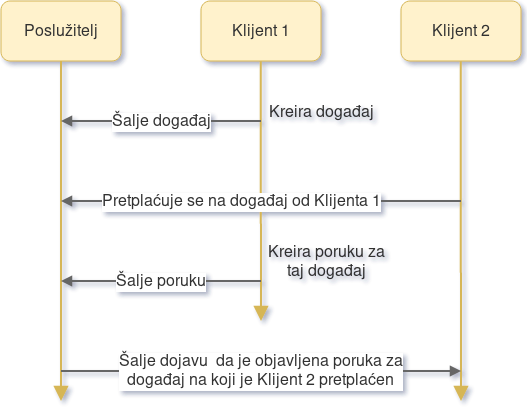 Poslužitelj
Klijent 1
Klijent 2
Kreira događaj
Šalje događaj
Pretplaćuje se na događaj od Klijenta 1
Kreira poruku za
taj događaj
Šalje poruku
Šalje dojavu  da je objavljena poruka za
događaj na koji je Klijent 2 pretplaćen